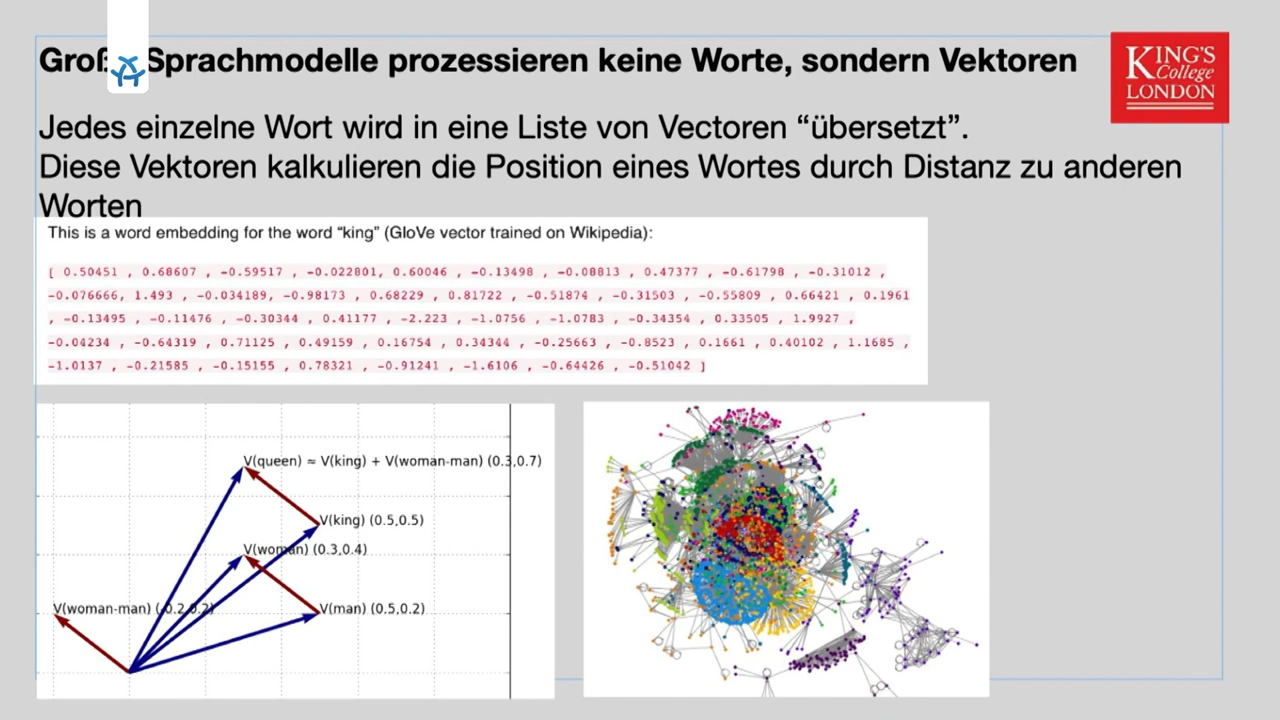 Groß Sprachmodelle prozessieren keine Worte, sondern Vektoren
KING'S
College
LONDON
Jedes einzelne Wort wird in eine Liste von Vectoren “übersetzt”.
Diese Vektoren kalkulieren die Position eines Wortes durch Distanz zu anderen
Worten
This is a word embedding for the word “king” (GloVe vector trained on Wikipedia):
[ 0.50451 , 0.68607 , -0.59517 , -0.022801, 0.60046 , -0.13498 , -0.08813 , 0.47377 , -0.61798 , -0.31012 ,
-0.076666, 1.493 , -0.034189, -0.98173 , 0.68229 , 0.81722 , -0.51874 , -0.31503 , -0.55809 , 0.66421 , 0.1961
, -0.13495 , -0.11476 , -0.30344 , 0.41177 , -2.223 , -1.0756 , -1.0783 , -0.34354 , 0.33505 , 1.9927 ,
-0.04234 , -0.64319 , 0.71125 , 0.49159 , 0.16754 , 0.34344 , -0.25663 , -0.8523 , 0.1661 , 0.40102 , 1.1685 ,
-1.0137 , -0.21585 , -0.15155 , 0.78321 , -0.91241 , -1.6106 , -0.64426 , -0.51042 ]
V(queen) ≈ V(king) + V(woman-man) (0.3,0.7)
V(king) (0.5,0.5)
V(woman) (0.3,0.4)
V(woman-man) (-0.2,0.2)
V(man) (0.5,0.2)